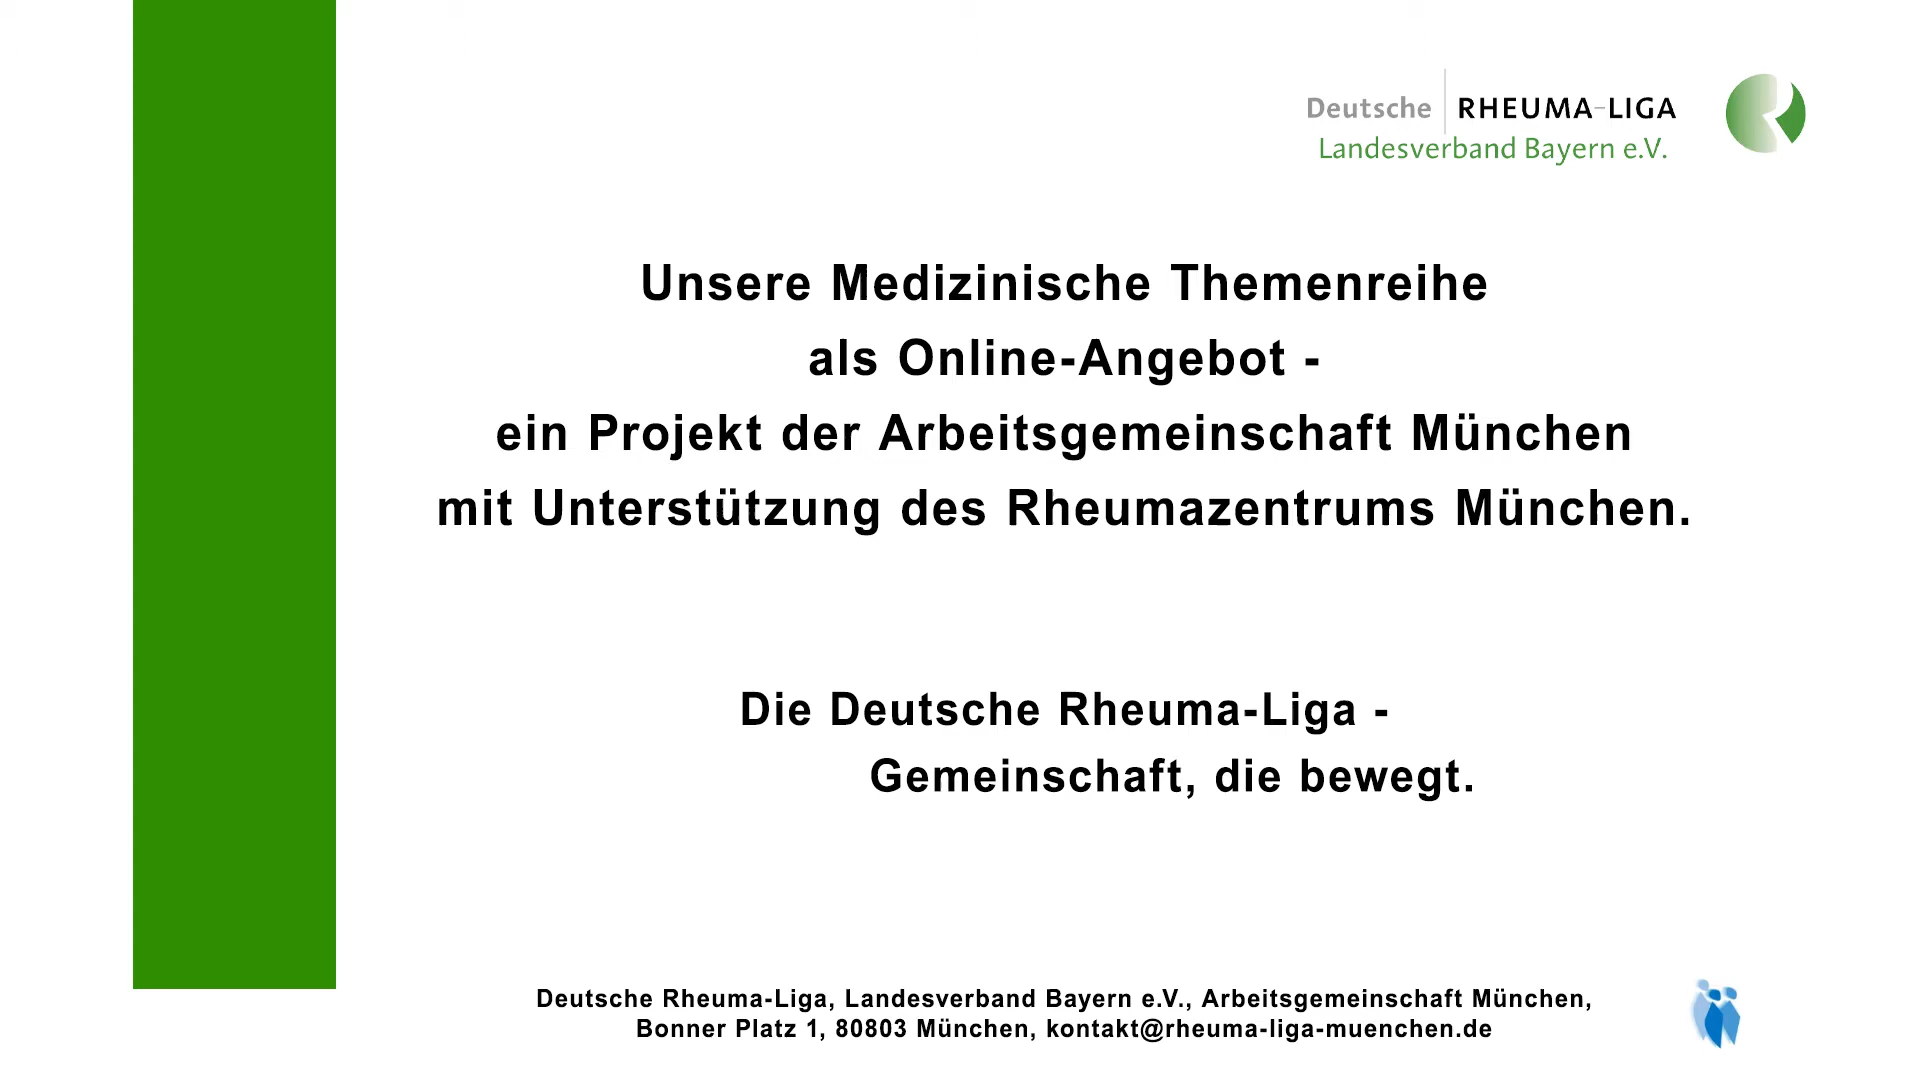 Deutsche RHEUMA-LIGA
Landesverband Bayern e.V.
Unsere Medizinische Themenreihe
als Online-Angebot -
ein Projekt der Arbeitsgemeinschaft München
mit Unterstützung des Rheumazentrums München.
Die Deutsche Rheuma-Liga -
Gemeinschaft, die bewegt.
Deutsche Rheuma-Liga, Landesverband Bayern e.V., Arbeitsgemeinschaft München,
Bonner Platz 1, 80803 München, kontakt@rheuma-liga-muenchen.de